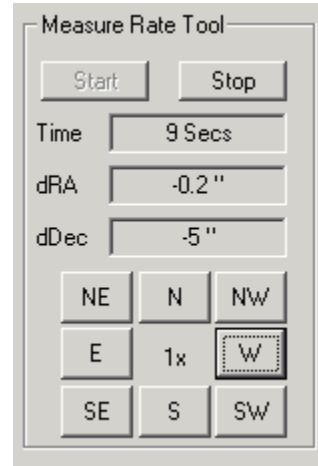 Measure Rate Tool
Start Stop
Time 9 Secs
dRA -0.2 "
dDec -5 "
NE N NW
E 1x W
SE S SW